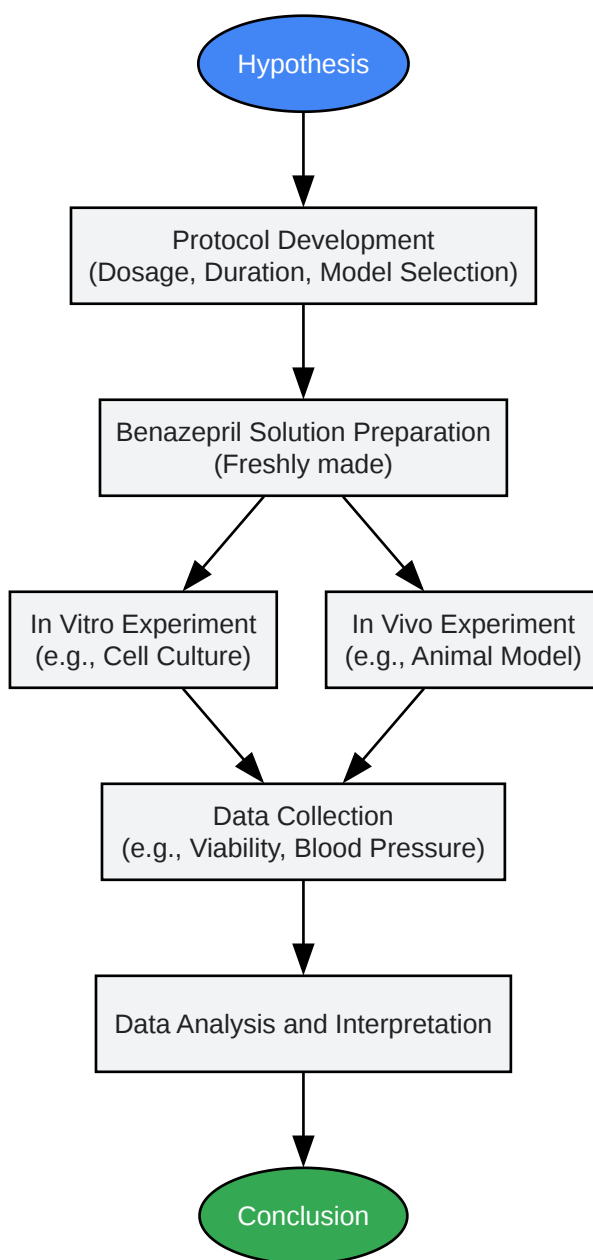 Hypothesis
Protocol Development
(Dosage, Duration, Model Selection)
Benazepril Solution Preparation
(Freshly made)
In Vitro Experiment
(e.g., Cell Culture)
In Vivo Experiment
(e.g., Animal Model)
Data Collection
(e.g., Viability, Blood Pressure)
Data Analysis and Interpretation
Conclusion